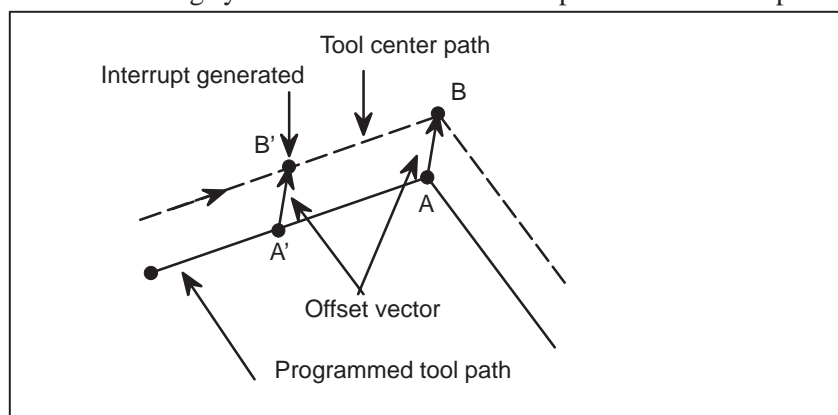 Tool center path
Interrupt generated
B
B’
A
A’
Offset vector
Programmed tool path